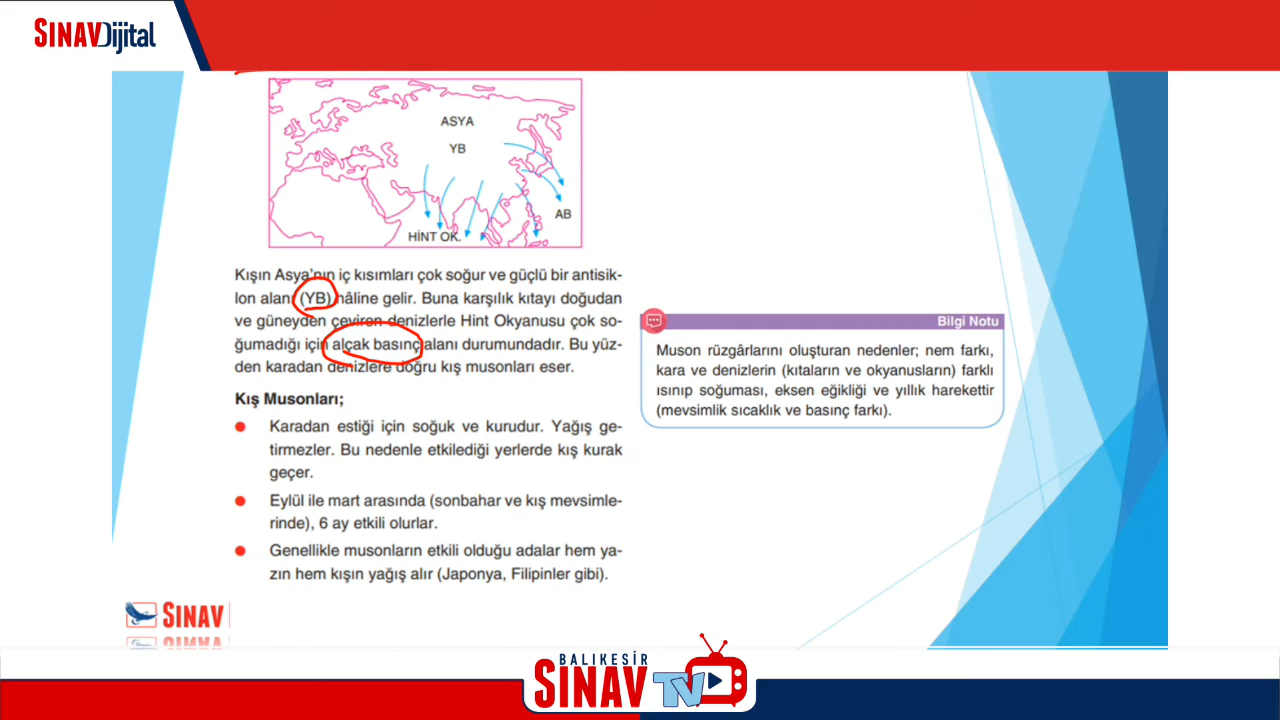 SINAVDijital
ASYA
YB
AB
HİNT OK.
Kışın Asya'nın iç kısımları çok soğur ve güçlü bir antisik-
lon alanı (YB) hâline gelir. Buna karşılık kıtayı doğudan
ve güneyden çeviren denizlerle Hint Okyanusu çok so-
ğumadığı için alçak basınç alanı durumundadır. Bu yüz-
den karadan denizlere doğru kış musonları eser.
Kış Musonları;
Karadan estiği için soğuk ve kurudur. Yağış ge-
tirmezler. Bu nedenle etkilediği yerlerde kış kurak
geçer.
Eylül ile mart arasında (sonbahar ve kış mevsimle-
rinde), 6 ay etkili olurlar.
Genellikle musonların etkili olduğu adalar hem ya-
zın hem kışın yağış alır (Japonya, Filipinler gibi).
Bilgi Notu
Muson rüzgârlarını oluşturan nedenler; nem farkı,
kara ve denizlerin (kıtaların ve okyanusların) farklı
ısınıp soğuması, eksen eğikliği ve yıllık harekettir
(mevsimlik sıcaklık ve basınç farkı).
SINAV
BALIKESİR
SINAV TV